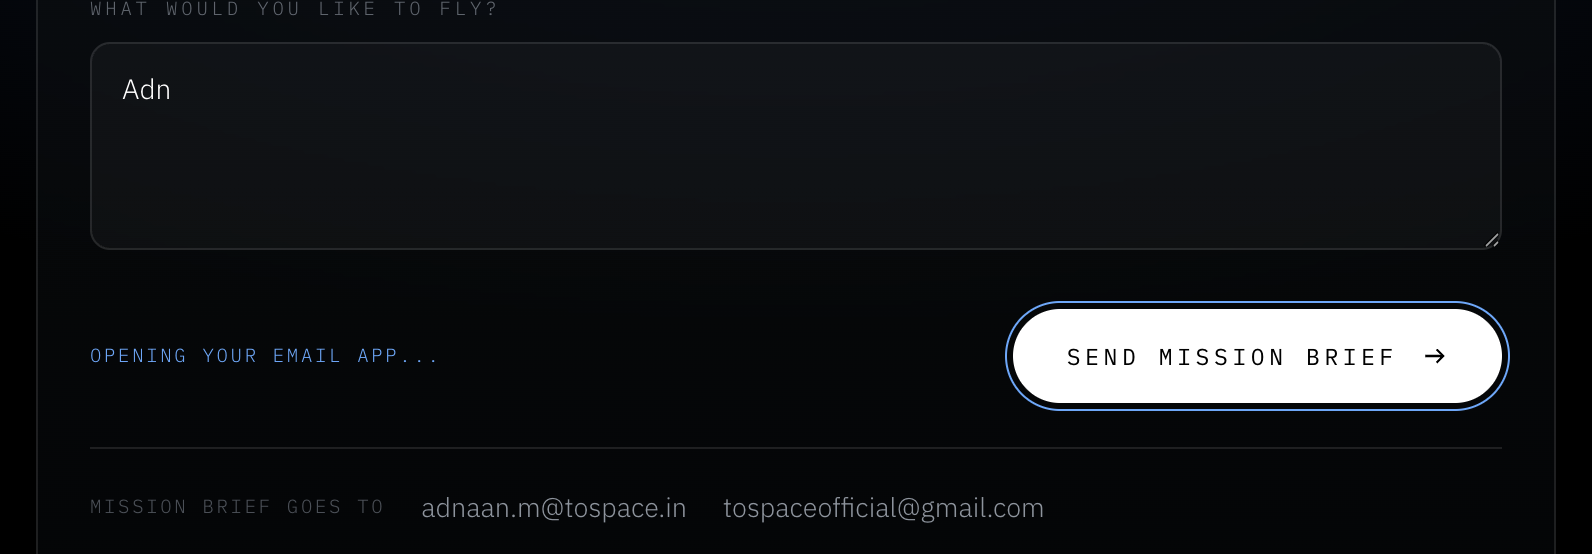 WHAT WOULD YOU LIKE TO FLY?
Adn
OPENING YOUR EMAIL APP...
SEND MISSION BRIEF →
MISSION BRIEF GOES TO adnaan.m@tospace.in tospaceofficial@gmail.com